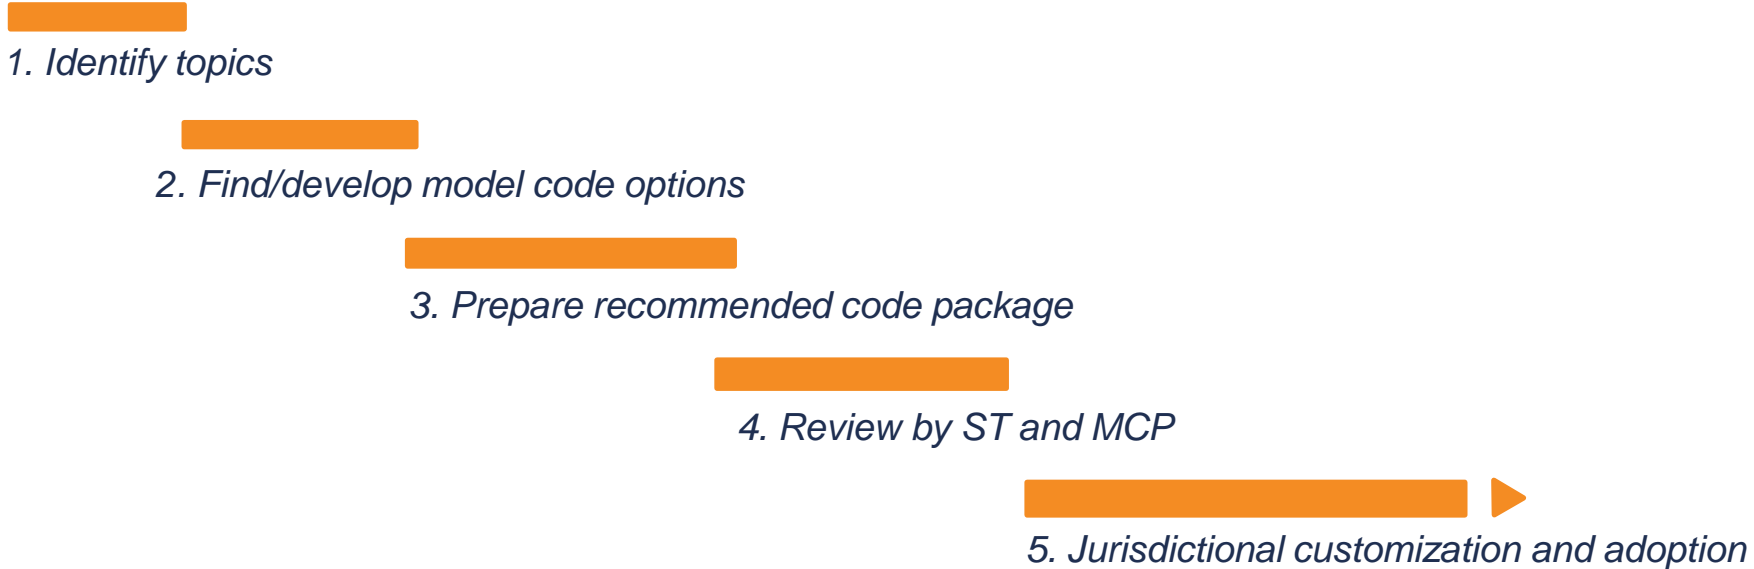 1. Identify topics
2. Find/develop model code options
3. Prepare recommended code package
4. Review by ST and MCP
5. Jurisdictional customization and adoption